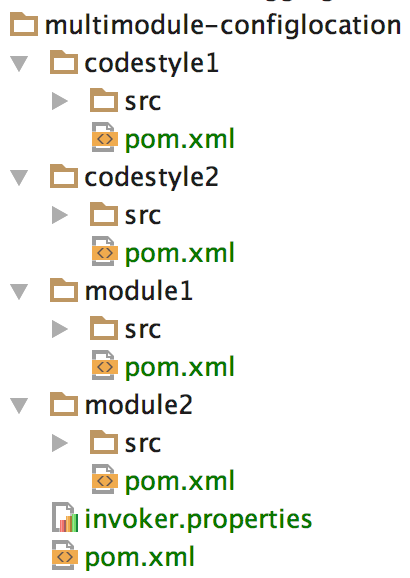 multimodule-configlocation
codestyle1
src
pom.xml
codestyle2
src
pom.xml
module1
src
pom.xml
module2
src
pom.xml
invoker.properties
pom.xml